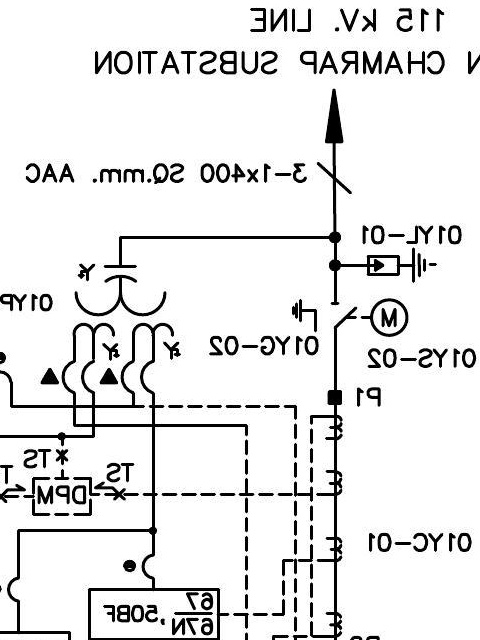 115 kV. LINE
N CHAMRAP SUBSTATION
3-1x400 SQ.mm. AAC
01YL-01
01YP
M
01YG-02
01YS-02
P1
TS
TS
T
DPM
01YC-01
67
67N
,50BF